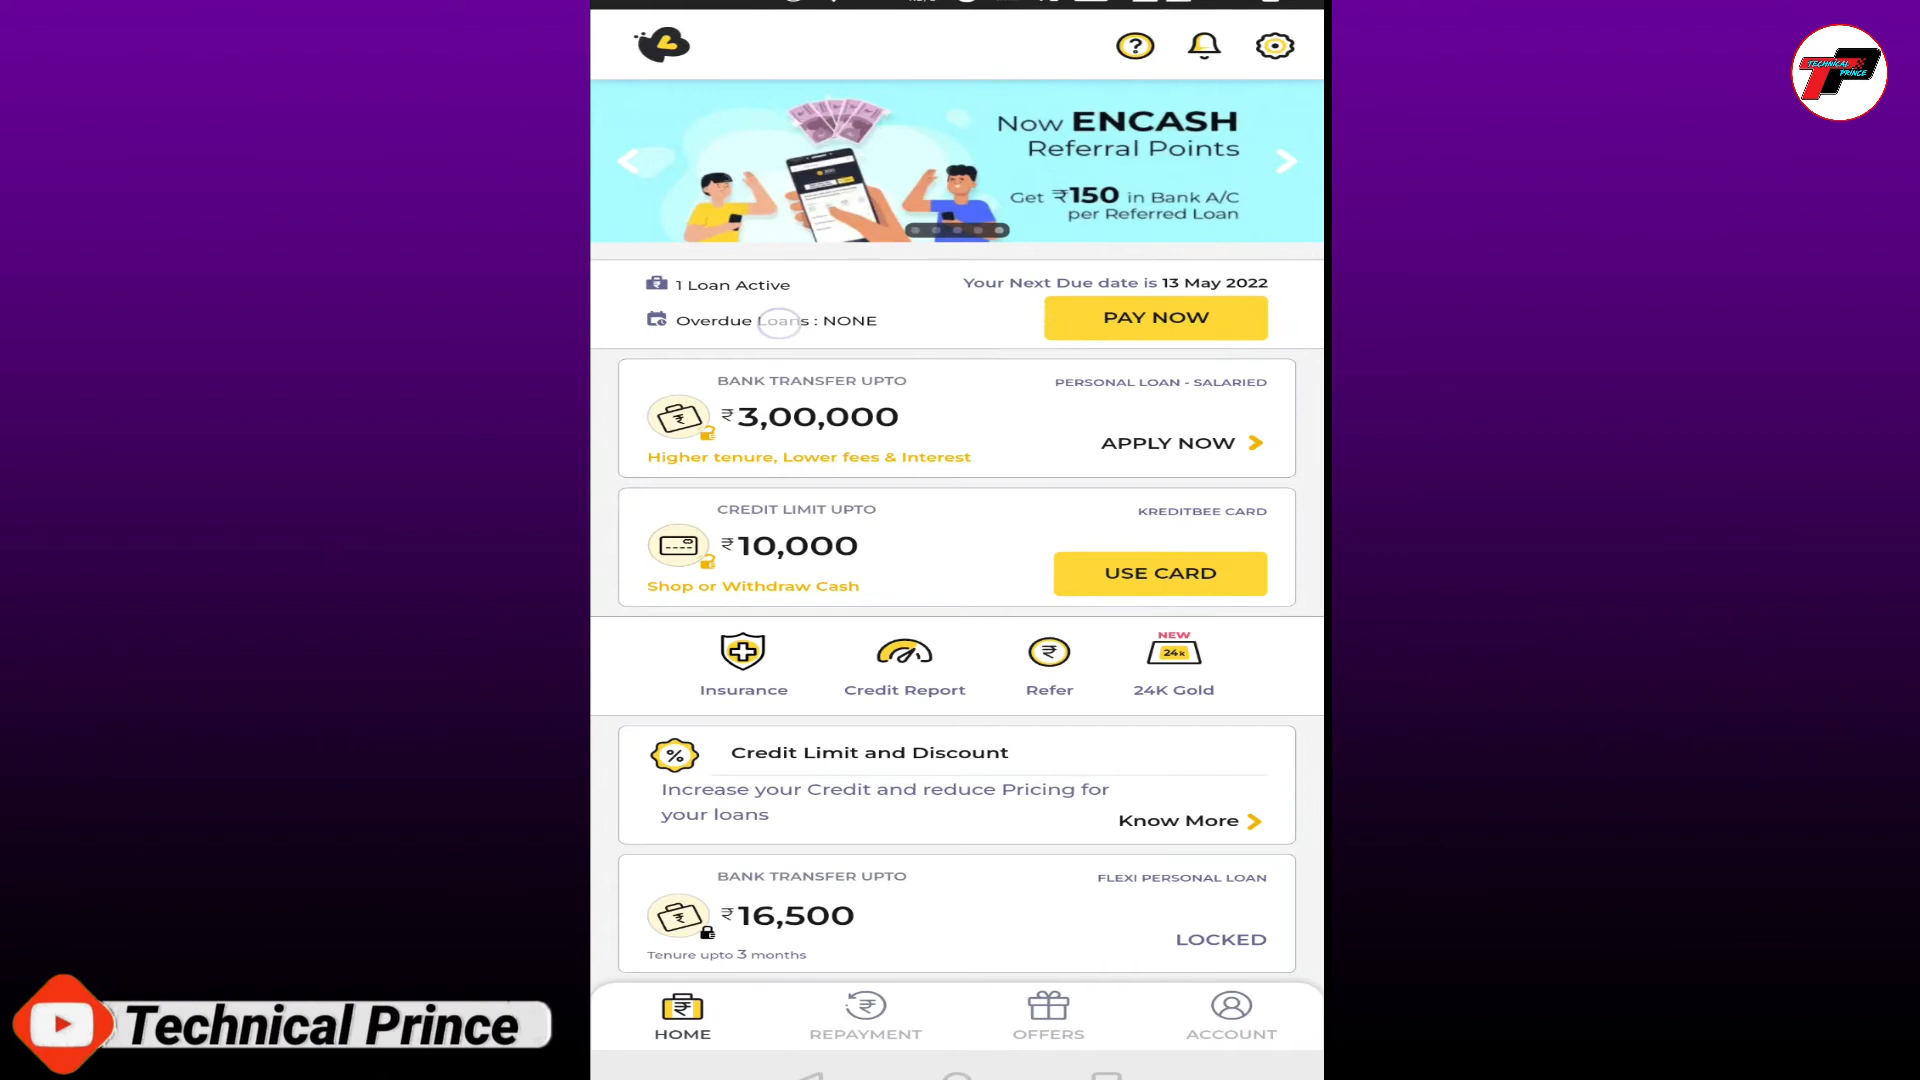 TECHNICAL
PRINCE
Now ENCASH
Referral Points
Get ₹150 in Bank A/C
per Referred Loan
1 Loan Active
Your Next Due date is 13 May 2022
Overdue Loans : NONE
PAY NOW
BANK TRANSFER UPTO
PERSONAL LOAN - SALARIED
₹3,00,000
APPLY NOW
Higher tenure, Lower fees & Interest
CREDIT LIMIT UPTO
KREDITBEE CARD
₹10,000
USE CARD
Shop or Withdraw Cash
NEW
24K
Insurance
Credit Report
Refer
24K Gold
Credit Limit and Discount
Increase your Credit and reduce Pricing for
your loans
Know More
BANK TRANSFER UPTO
FLEXI PERSONAL LOAN
₹16,500
LOCKED
Tenure upto 3 months
HOME
REPAYMENT
OFFERS
ACCOUNT
Technical Prince